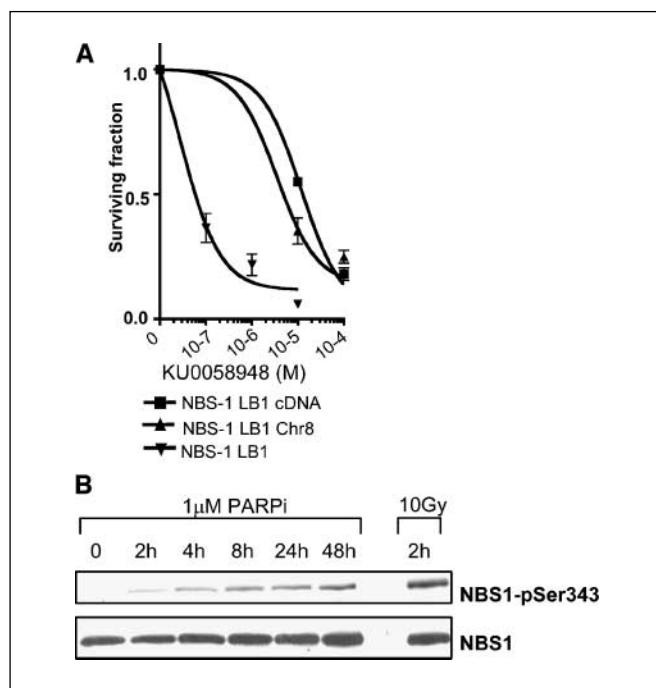 A
1.0
0.5
0.0
Surviving fraction
0 10-7 10-6 10-5 10-4
KU0058948 (M)
NBS-1 LB1 cDNA
NBS-1 LB1 Chr8
NBS-1 LB1
B
1μM PARPi 10Gy
0 2h 4h 8h 24h 48h 2h
NBS1-pSer343
NBS1